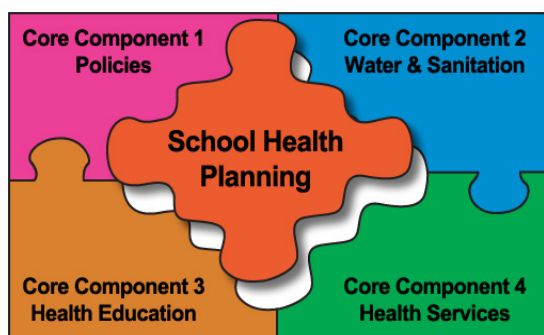 Core Component 1
Policies
Core Component 2
Water & Sanitation
School Health
Planning
Core Component 3
Health Education
Core Component 4
Health Services